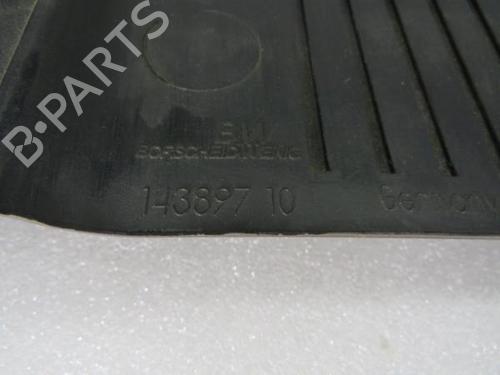 B-PARTS
BORSCHEID+WENIG
143897 10
Germany